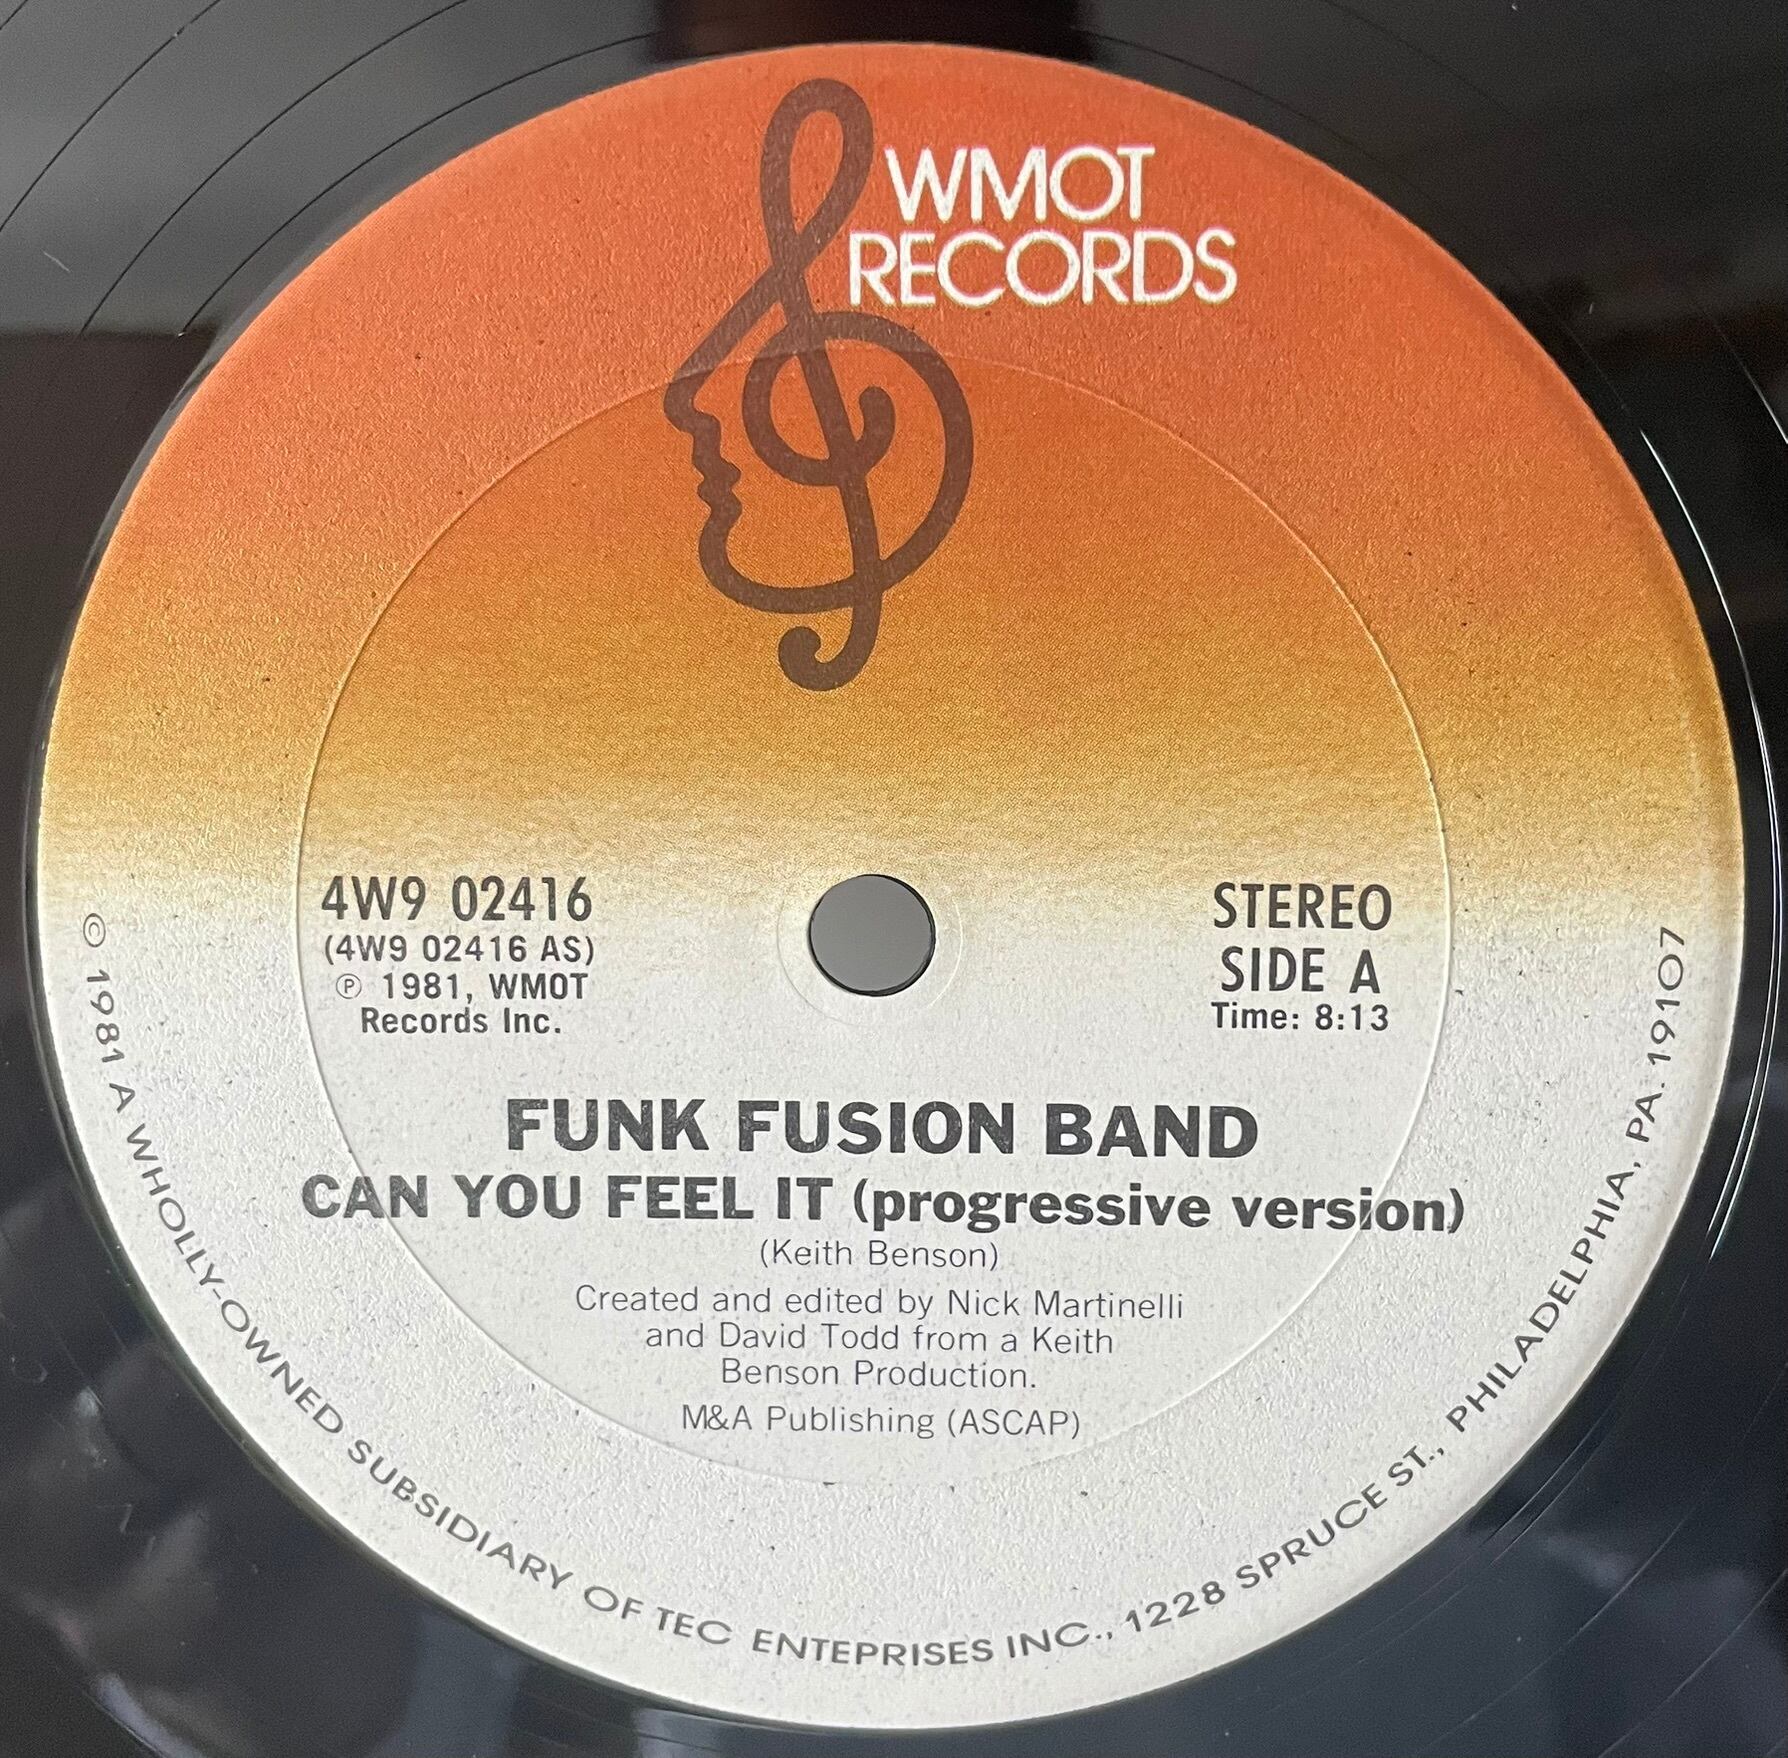 WMOT
RECORDS
4W9 02416
(4W9 02416 AS)
℗ 1981, WMOT
Records Inc.
STEREO
SIDE A
Time: 8:13
FUNK FUSION BAND
CAN YOU FEEL IT (progressive version)
(Keith Benson)
Created and edited by Nick Martinelli
and David Todd from a Keith
Benson Production.
M&A Publishing (ASCAP)
© 1981 A WHOLLY-OWNED SUBSIDIARY OF TEC ENTEPRISES INC., 1228 SPRUCE ST., PHILADELPHIA, PA. 19107